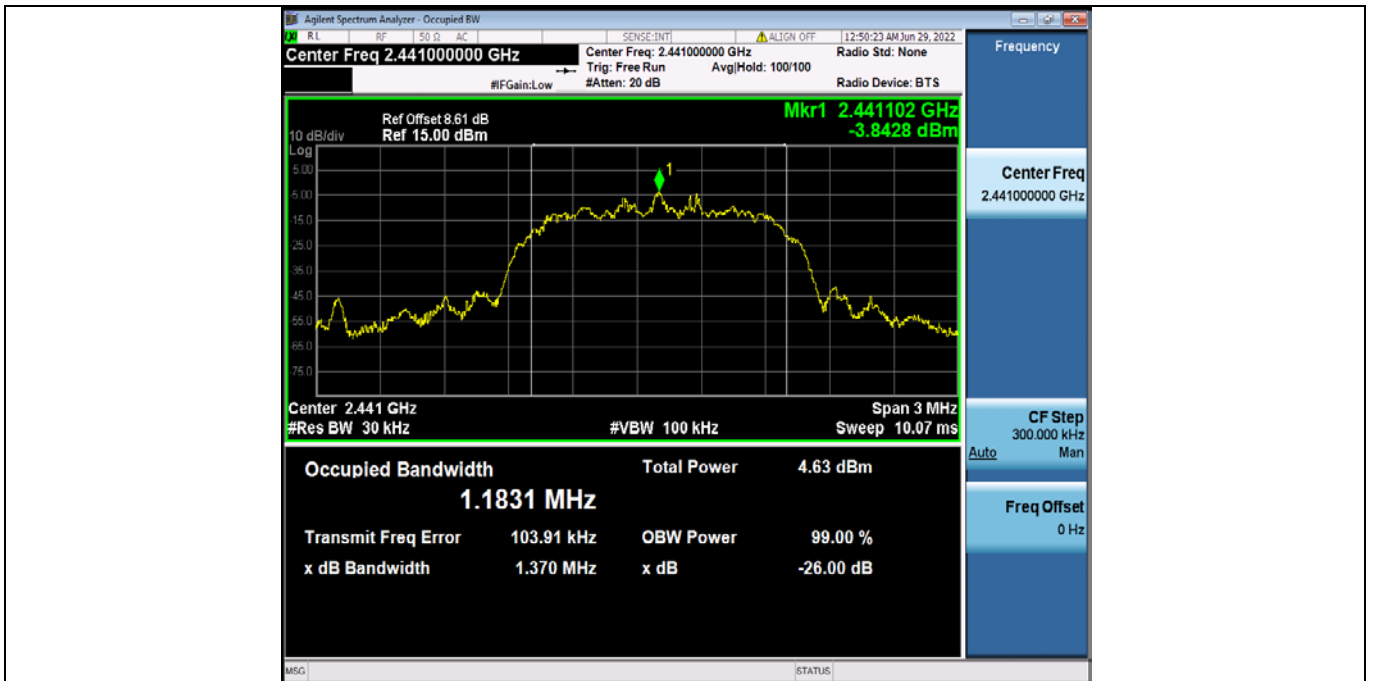 Agilent Spectrum Analyzer - Occupied BW
RL RF 50 Ω AC SENSE:INT ALIGN OFF 12:50:23 AM Jun 29, 2022
Center Freq 2.441000000 GHz
Center Freq: 2.441000000 GHz
Radio Std: None
Trig: Free Run Avg|Hold: 100/100
#IFGain:Low
#Atten: 20 dB
Radio Device: BTS
Frequency
Mkr1 2.441102 GHz
-3.8428 dBm
Ref Offset 8.61 dB
10 dB/div Ref 15.00 dBm
Log
1
5.00
-5.00
-15.0
-25.0
-35.0
-45.0
-55.0
-65.0
-75.0
Center 2.441 GHz Span 3 MHz
#Res BW 30 kHz #VBW 100 kHz Sweep 10.07 ms
Occupied Bandwidth Total Power 4.63 dBm
1.1831 MHz
Transmit Freq Error 103.91 kHz OBW Power 99.00 %
x dB Bandwidth 1.370 MHz x dB -26.00 dB
Center Freq
2.441000000 GHz
CF Step
300.000 kHz
Auto Man
Freq Offset
0 Hz
MSG STATUS